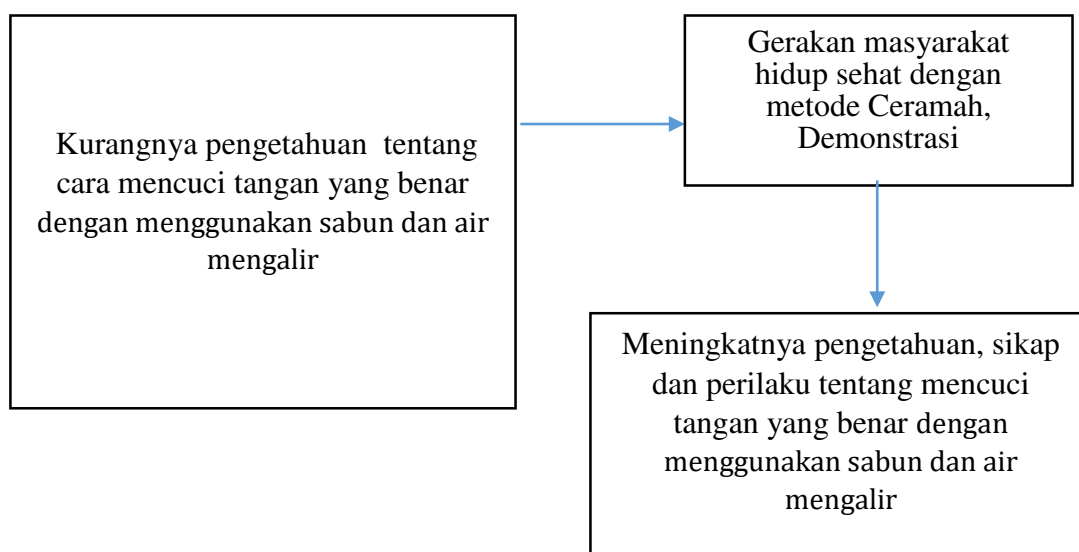 Kurangnya pengetahuan tentang
cara mencuci tangan yang benar
dengan menggunakan sabun dan air
mengalir
Gerakan masyarakat
hidup sehat dengan
metode Ceramah,
Demonstrasi
Meningkatnya pengetahuan, sikap
dan perilaku tentang mencuci
tangan yang benar dengan
menggunakan sabun dan air
mengalir